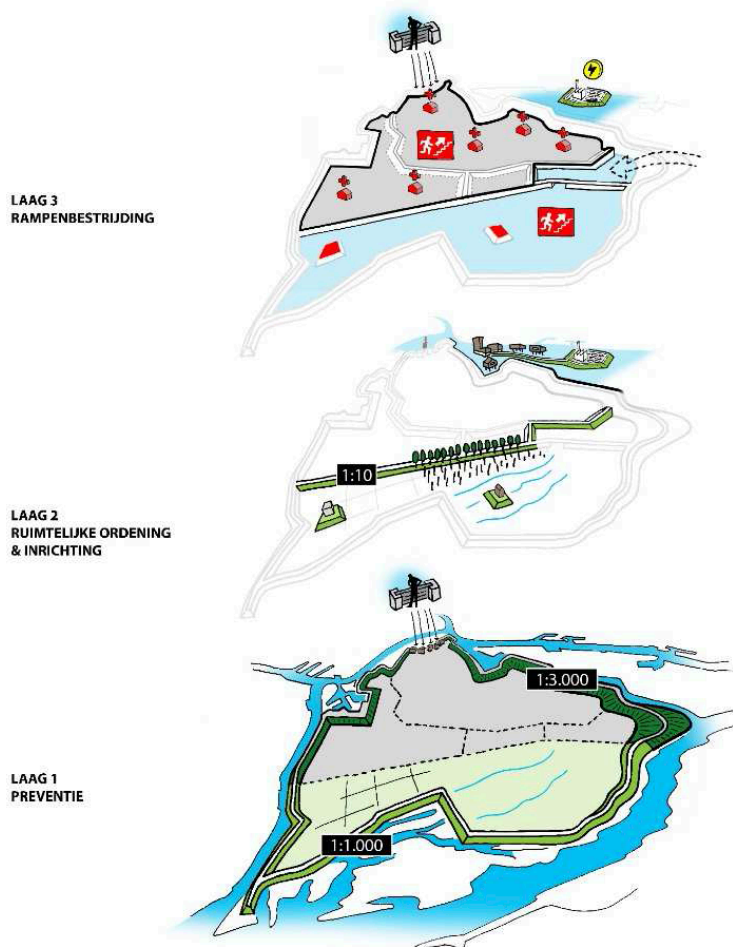 LAAG 3
RAMPENBESTRIJDING
1:10
LAAG 2
RUIMTELIJKE ORDENING
& INRICHTING
1:3.000
LAAG 1
PREVENTIE
1:1.000